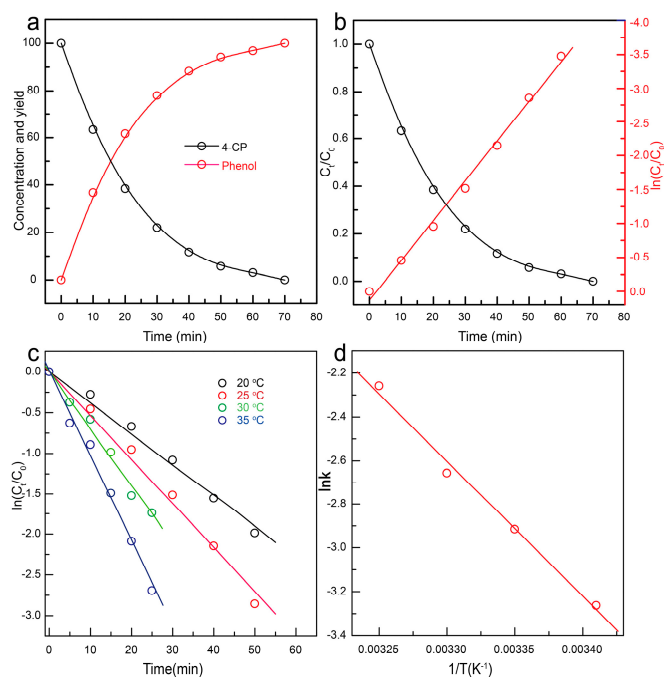 a
Concentration and yield
100
80
60
40
20
0
4 CP
Phenol
0 10 20 30 40 50 60 70 80
Time (min)
b
Cₜ/C₀
1.0
0.8
0.6
0.4
0.2
0.0
-4.0
-3.5
-3.0
-2.5
-2.0
-1.5
-1.0
-0.5
0.0
ln(Cₜ/C₀)
0 10 20 30 40 50 60 70 80
Time (min)
c
ln(Cₜ/C₀)
0.0
-0.5
-1.0
-1.5
-2.0
-2.5
-3.0
20 ºC
25 ºC
30 ºC
35 ºC
0 10 20 30 40 50 60
Time(min)
d
lnk
-2.2
-2.4
-2.6
-2.8
-3.0
-3.2
-3.4
0.00325 0.00330 0.00335 0.00340
1/T(K⁻¹)